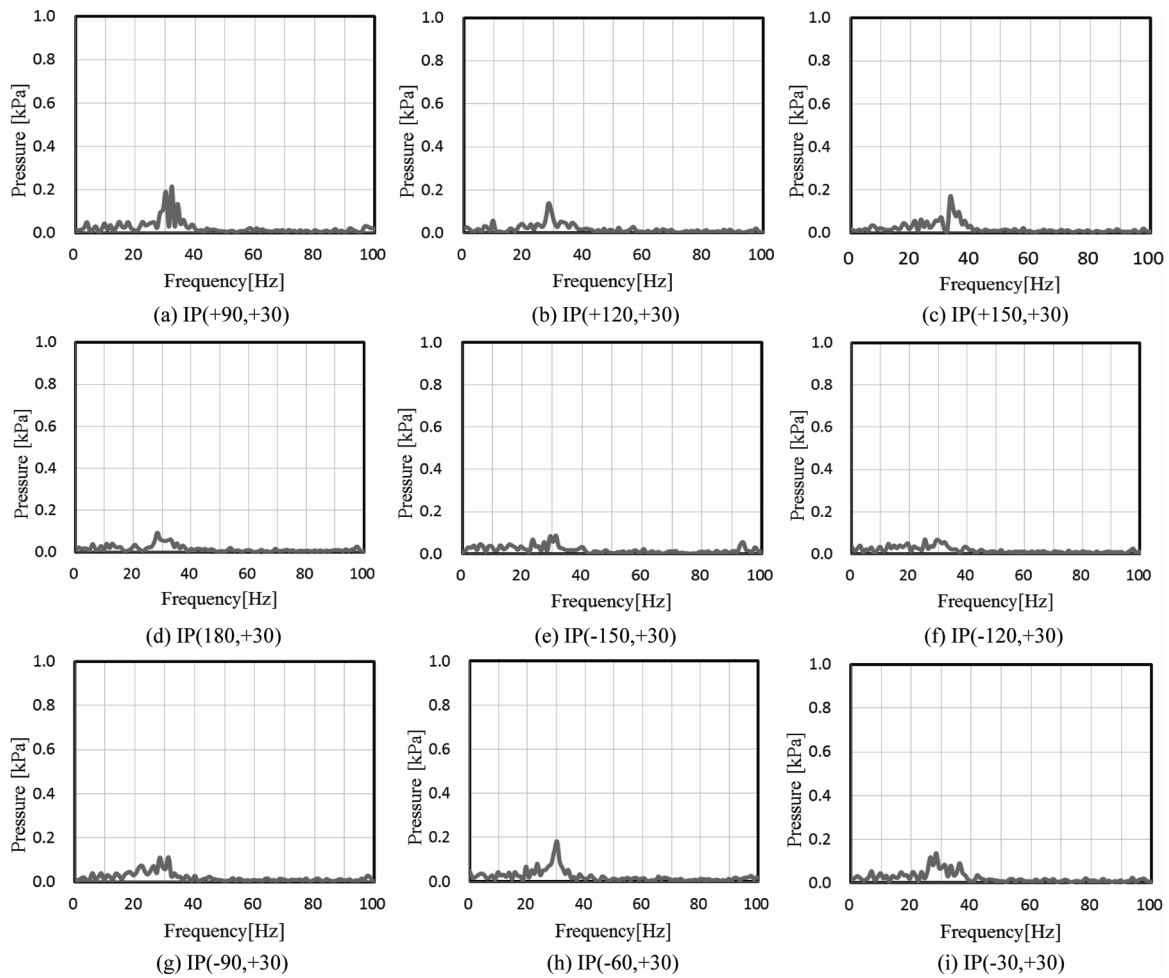 1.0
0.8
0.6
0.4
0.2
0.0
Pressure [kPa]
0 20 40 60 80 100
Frequency[Hz]
(a) IP(+90,+30)
1.0
0.8
0.6
0.4
0.2
0.0
Pressure [kPa]
0 20 40 60 80 100
Frequency[Hz]
(b) IP(+120,+30)
1.0
0.8
0.6
0.4
0.2
0.0
Pressure [kPa]
0 20 40 60 80 100
Frequency[Hz]
(c) IP(+150,+30)
1.0
0.8
0.6
0.4
0.2
0.0
Pressure [kPa]
0 20 40 60 80 100
Frequency[Hz]
(d) IP(180,+30)
1.0
0.8
0.6
0.4
0.2
0.0
Pressure [kPa]
0 20 40 60 80 100
Frequency[Hz]
(e) IP(-150,+30)
1.0
0.8
0.6
0.4
0.2
0.0
Pressure [kPa]
0 20 40 60 80 100
Frequency[Hz]
(f) IP(-120,+30)
1.0
0.8
0.6
0.4
0.2
0.0
Pressure [kPa]
0 20 40 60 80 100
Frequency[Hz]
(g) IP(-90,+30)
1.0
0.8
0.6
0.4
0.2
0.0
Pressure [kPa]
0 20 40 60 80 100
Frequency[Hz]
(h) IP(-60,+30)
1.0
0.8
0.6
0.4
0.2
0.0
Pressure [kPa]
0 20 40 60 80 100
Frequency[Hz]
(i) IP(-30,+30)